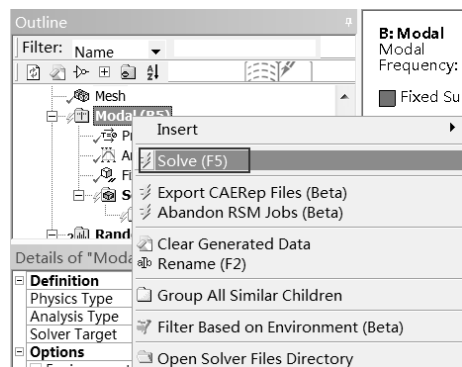 Outline
Filter: Name
B: Modal
Modal
Frequency:
Fixed Su
Mesh
Modal (B5)
Insert
Solve (F5)
Export CAERep Files (Beta)
Abandon RSM Jobs (Beta)
Clear Generated Data
Rename (F2)
Group All Similar Children
Filter Based on Environment (Beta)
Open Solver Files Directory
Details of "Moda
Definition
Physics Type
Analysis Type
Solver Target
Options